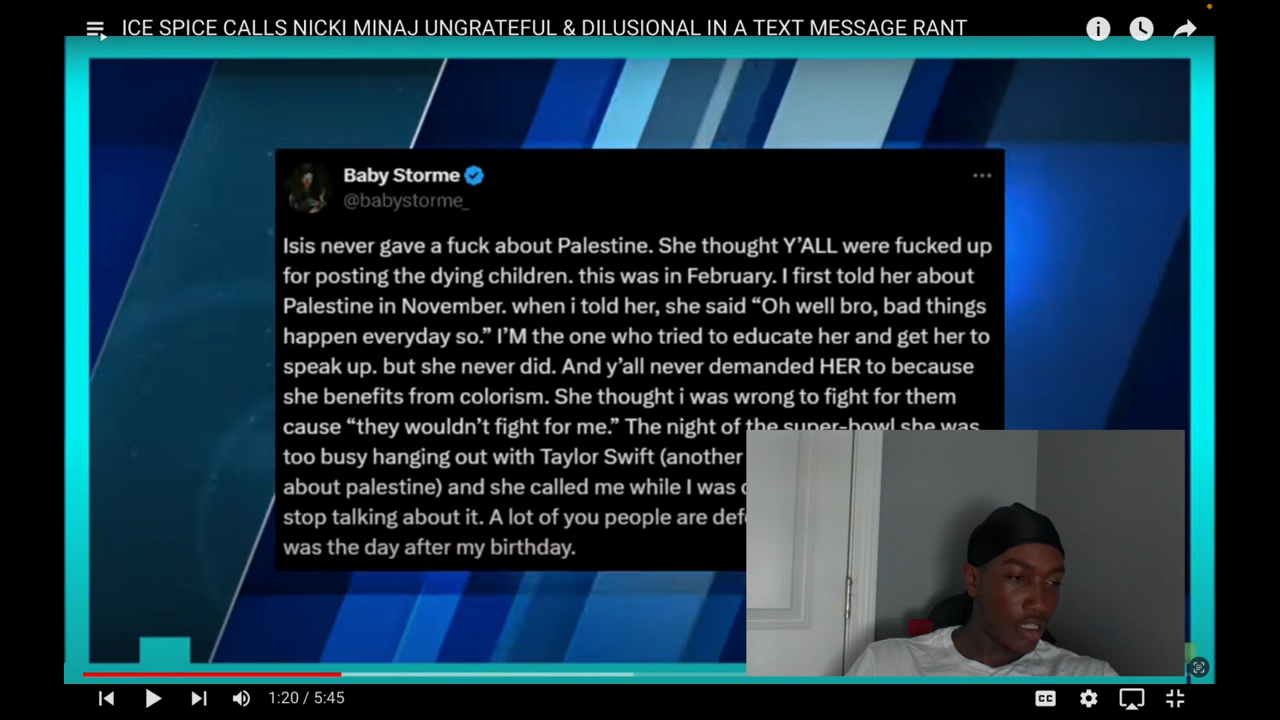 ICE SPICE CALLS NICKI MINAJ UNGRATEFUL & DILUSIONAL IN A TEXT MESSAGE RANT
Baby Storme
@babystorme_
Isis never gave a fuck about Palestine. She thought Y’ALL were fucked up
for posting the dying children. this was in February. I first told her about
Palestine in November. when i told her, she said “Oh well bro, bad things
happen everyday so.” I’M the one who tried to educate her and get her to
speak up. but she never did. And y’all never demanded HER to because
she benefits from colorism. She thought i was wrong to fight for them
cause “they wouldn’t fight for me.” The night of the super-bowl she was
too busy hanging out with Taylor Swift (another
about palestine) and she called me while I was
stop talking about it. A lot of you people are
was the day after my birthday.
1:20 / 5:45
CC